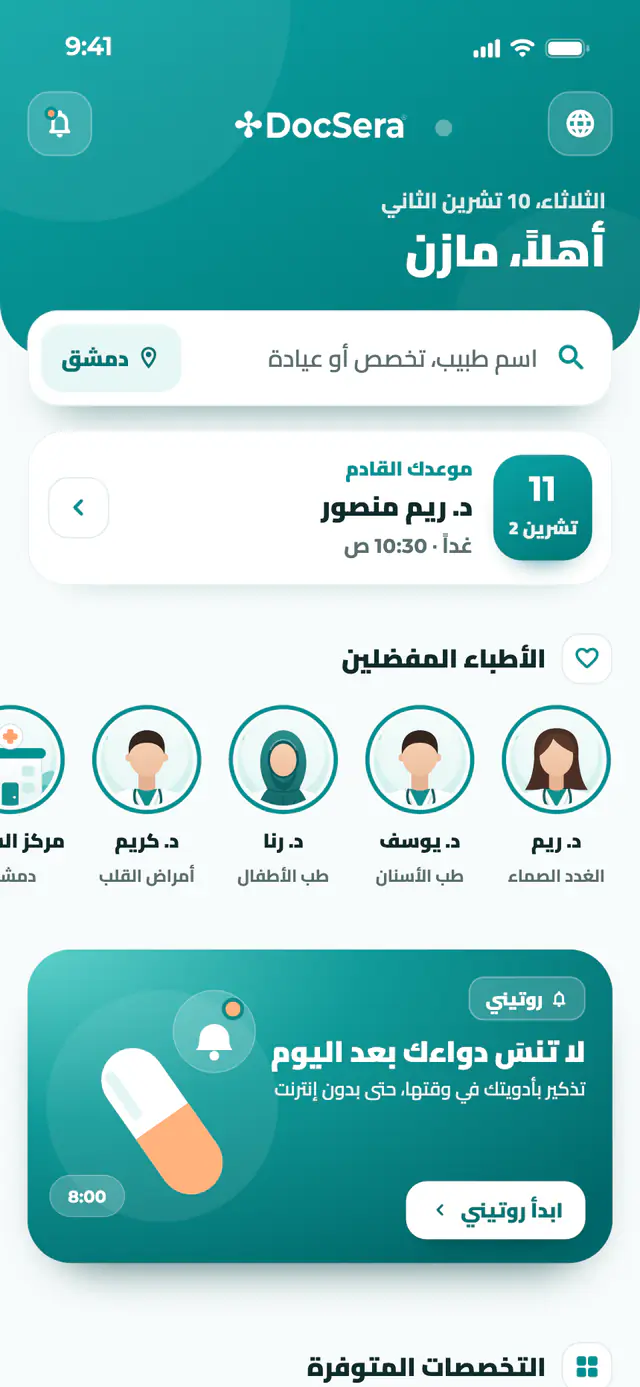 9:41
DocSera
الثلاثاء، 10 تشرين الثاني
أهلاً، مازن
اسم طبيب، تخصص أو عيادة
دمشق
11
تشرين 2
موعدك القادم
د. ريم منصور
غداً · 10:30 ص
الأطباء المفضلين
د. ريم
الغدد الصماء
د. يوسف
طب الأسنان
د. رنا
طب الأطفال
د. كريم
أمراض القلب
مركز
روتيني
لا تنسَ دواءك بعد اليوم
تذكير بأدويتك في وقتها، حتى بدون إنترنت
8:00
ابدأ روتيني
التخصصات المتوفرة